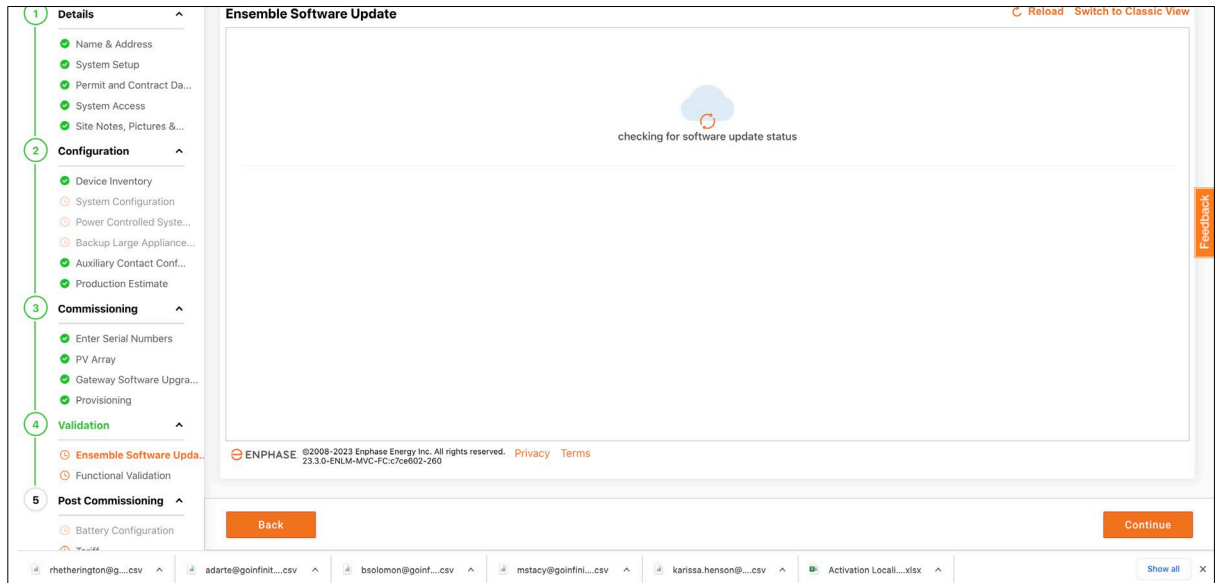 1 Details ^
Name & Address
System Setup
Permit and Contract Da...
System Access
Site Notes, Pictures &...
2 Configuration ^
Device Inventory
System Configuration
Power Controlled Syste...
Backup Large Appliance...
Auxiliary Contact Conf...
Production Estimate
3 Commissioning ^
Enter Serial Numbers
PV Array
Gateway Software Upgra...
Provisioning
4 Validation ^
Ensemble Software Upda..
Functional Validation
5 Post Commissioning ^
Battery Configuration
Tariff
Ensemble Software Update
Reload Switch to Classic View
checking for software update status
ENPHASE ©2008-2023 Enphase Energy Inc. All rights reserved. Privacy Terms
23.3.0-ENLM-MVC-FC:c7ce602-260
Feedback
Back
Continue
rhetherington@g....csv ^ adarte@goinfinit....csv ^ bsolomon@goinf....csv ^ mstacy@goinfini....csv ^ karissa.henson@....csv ^ Activation Locali....xlsx ^ Show all ×